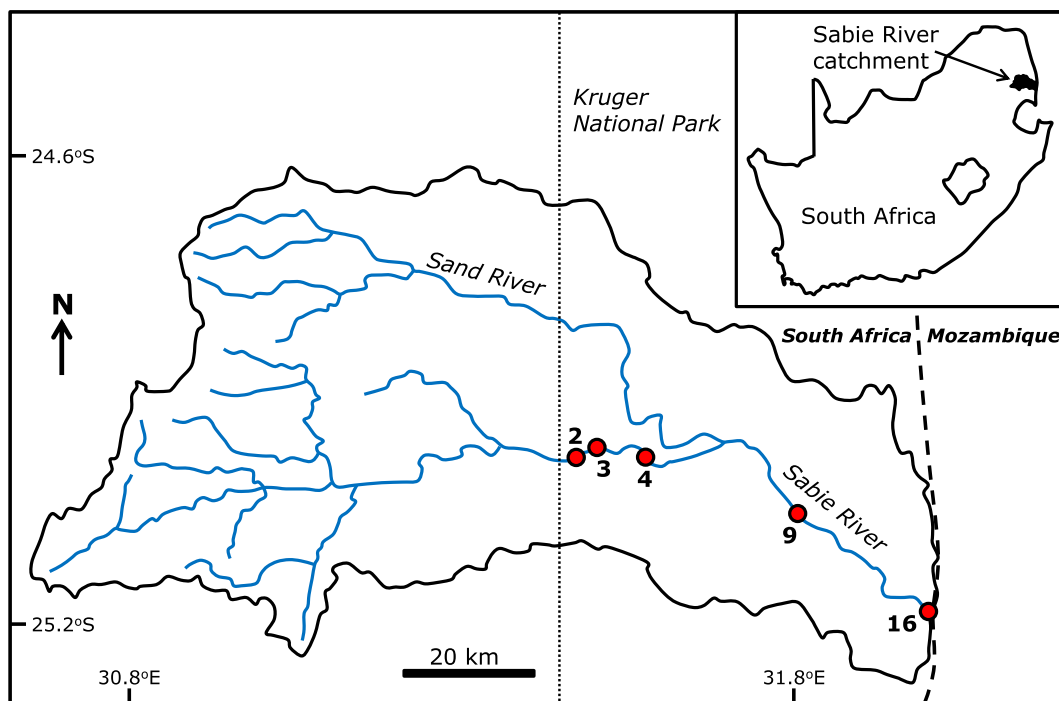 Sabie River
catchment
South Africa
Kruger
National Park
24.6°S
Sand River
N
South Africa
Mozambique
2
3
4
Sabie River
9
16
25.2°S
20 km
30.8°E
31.8°E